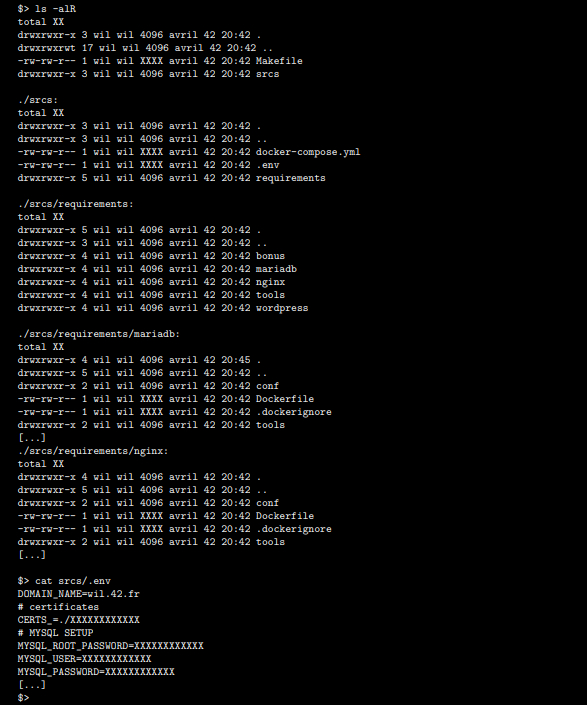 $> ls -alR
total XX
drwxrwxr-x 3 wil wil 4096 avril 42 20:42 .
drwxrwxrwt 17 wil wil 4096 avril 42 20:42 ..
-rw-rw-r-- 1 wil wil XXXX avril 42 20:42 Makefile
drwxrwxr-x 3 wil wil 4096 avril 42 20:42 srcs
./srcs:
total XX
drwxrwxr-x 3 wil wil 4096 avril 42 20:42 .
drwxrwxr-x 3 wil wil 4096 avril 42 20:42 ..
-rw-rw-r-- 1 wil wil XXXX avril 42 20:42 docker-compose.yml
-rw-rw-r-- 1 wil wil XXXX avril 42 20:42 .env
drwxrwxr-x 5 wil wil 4096 avril 42 20:42 requirements
./srcs/requirements:
total XX
drwxrwxr-x 5 wil wil 4096 avril 42 20:42 .
drwxrwxr-x 3 wil wil 4096 avril 42 20:42 ..
drwxrwxr-x 4 wil wil 4096 avril 42 20:42 bonus
drwxrwxr-x 4 wil wil 4096 avril 42 20:42 mariadb
drwxrwxr-x 4 wil wil 4096 avril 42 20:42 nginx
drwxrwxr-x 4 wil wil 4096 avril 42 20:42 tools
drwxrwxr-x 4 wil wil 4096 avril 42 20:42 wordpress
./srcs/requirements/mariadb:
total XX
drwxrwxr-x 4 wil wil 4096 avril 42 20:45 .
drwxrwxr-x 5 wil wil 4096 avril 42 20:42 ..
drwxrwxr-x 2 wil wil 4096 avril 42 20:42 conf
-rw-rw-r-- 1 wil wil XXXX avril 42 20:42 Dockerfile
-rw-rw-r-- 1 wil wil XXXX avril 42 20:42 .dockerignore
drwxrwxr-x 2 wil wil 4096 avril 42 20:42 tools
[...]
./srcs/requirements/nginx:
total XX
drwxrwxr-x 4 wil wil 4096 avril 42 20:42 .
drwxrwxr-x 5 wil wil 4096 avril 42 20:42 ..
drwxrwxr-x 2 wil wil 4096 avril 42 20:42 conf
-rw-rw-r-- 1 wil wil XXXX avril 42 20:42 Dockerfile
-rw-rw-r-- 1 wil wil XXXX avril 42 20:42 .dockerignore
drwxrwxr-x 2 wil wil 4096 avril 42 20:42 tools
[...]
$> cat srcs/.env
DOMAIN_NAME=wil.42.fr
# certificates
CERTS_=./XXXXXXXXXXXX
# MYSQL SETUP
MYSQL_ROOT_PASSWORD=XXXXXXXXXXXX
MYSQL_USER=XXXXXXXXXXXX
MYSQL_PASSWORD=XXXXXXXXXXXX
[...]
$>